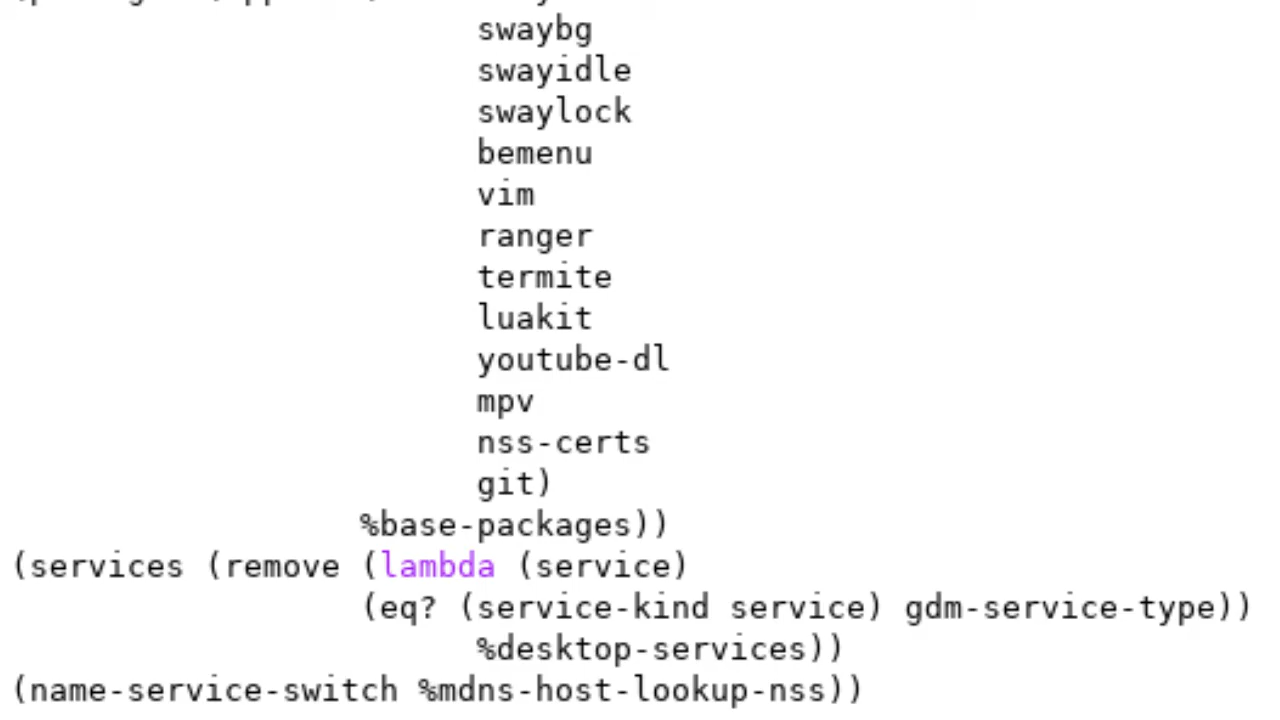 swaybg
swayidle
swaylock
bemenu
vim
ranger
termite
luakit
youtube-dl
mpv
nss-certs
git)
%base-packages))
(services (remove (lambda (service)
(eq? (service-kind service) gdm-service-type))
%desktop-services))
(name-service-switch %mdns-host-lookup-nss))